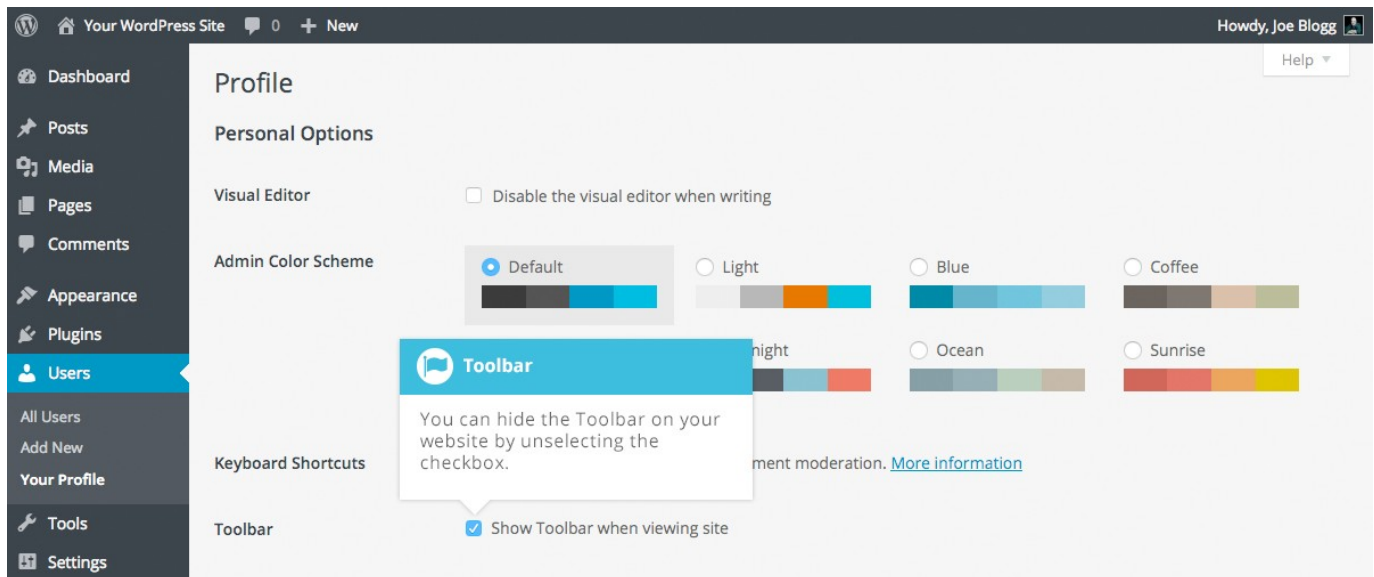 Your WordPress Site 0 + New Howdy, Joe Blogg
Help
Dashboard
Posts
Media
Pages
Comments
Appearance
Plugins
Users
All Users
Add New
Your Profile
Tools
Settings
Profile
Personal Options
Visual Editor Disable the visual editor when writing
Admin Color Scheme
Default Light Blue Coffee
night Ocean Sunrise
Toolbar
You can hide the Toolbar on your
website by unselecting the
checkbox.
Keyboard Shortcuts ment moderation. More information
Toolbar Show Toolbar when viewing site